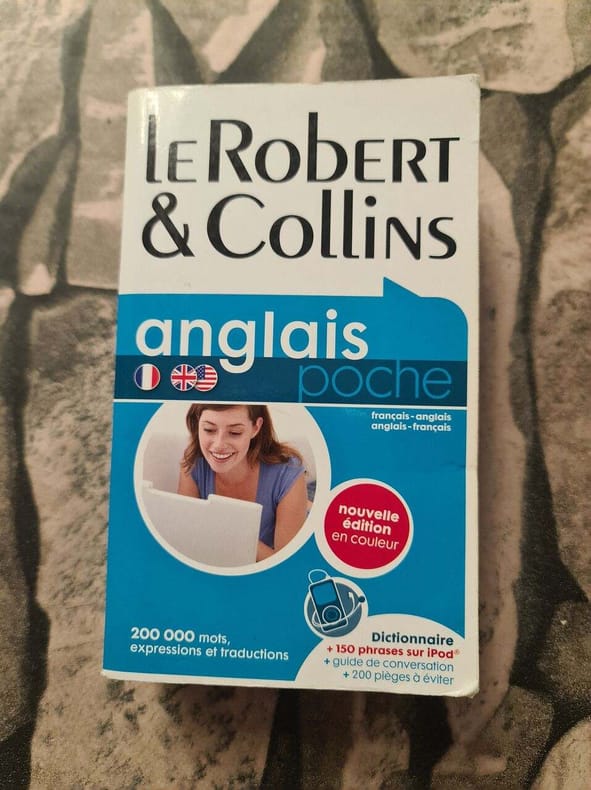 le Robert
& Collins
anglais
poche
français-anglais
anglais-français
nouvelle
édition
en couleur
200 000 mots,
expressions et traductions
Dictionnaire
+ 150 phrases sur iPod®
+ guide de conversation
+ 200 pièges à éviter